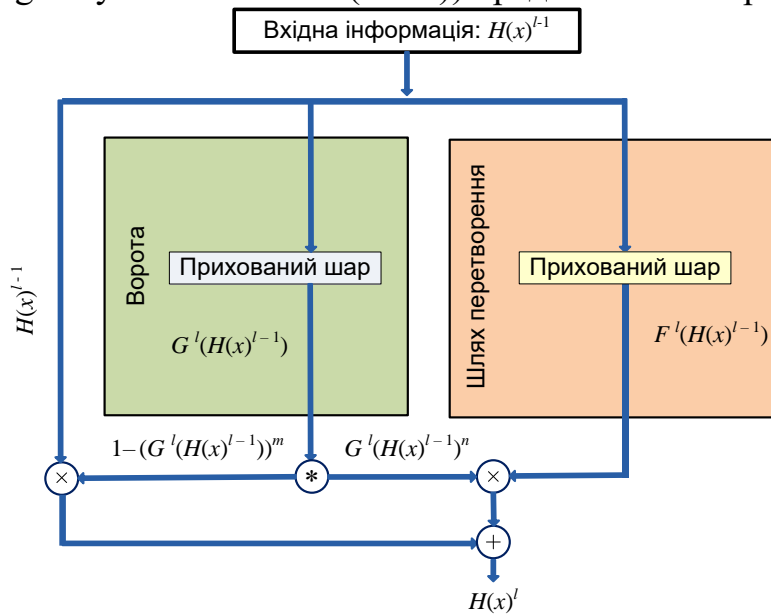 Вхідна інформація: H(x)^{l-1}
H(x)^{l-1}
Ворота
Прихований шар
G^l(H(x)^{l-1})
Шлях перетворення
Прихований шар
F^l(H(x)^{l-1})
1–(G^l(H(x)^{l-1}))^m
G^l(H(x)^{l-1})^n
×
*
×
+
H(x)^l